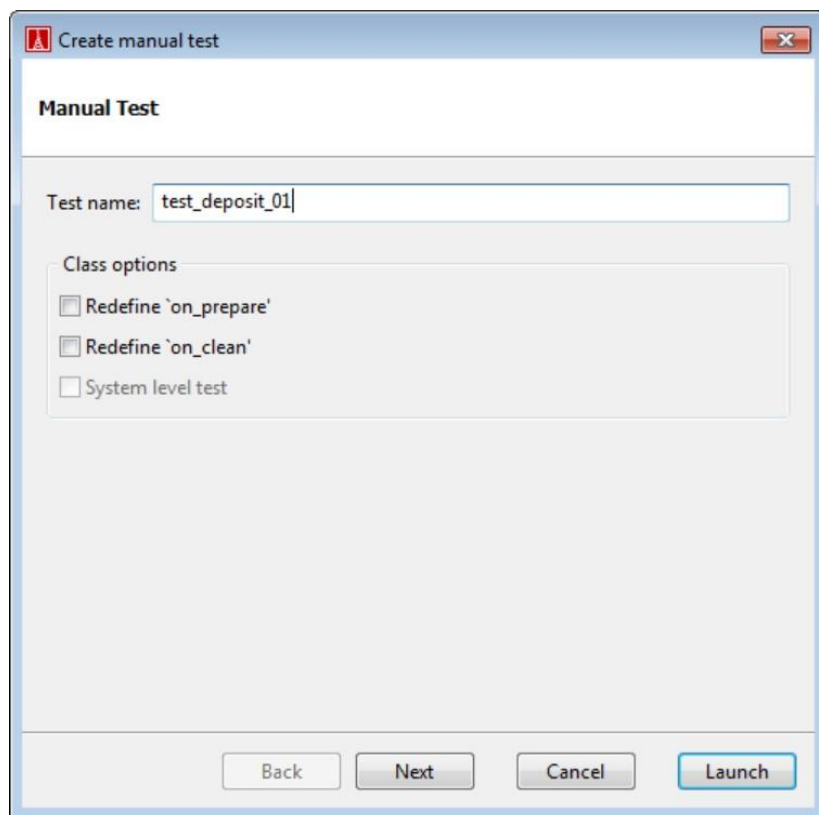 Create manual test
Manual Test
Test name: test_deposit_01
Class options
Redefine `on_prepare'
Redefine `on_clean'
System level test
Back Next Cancel Launch